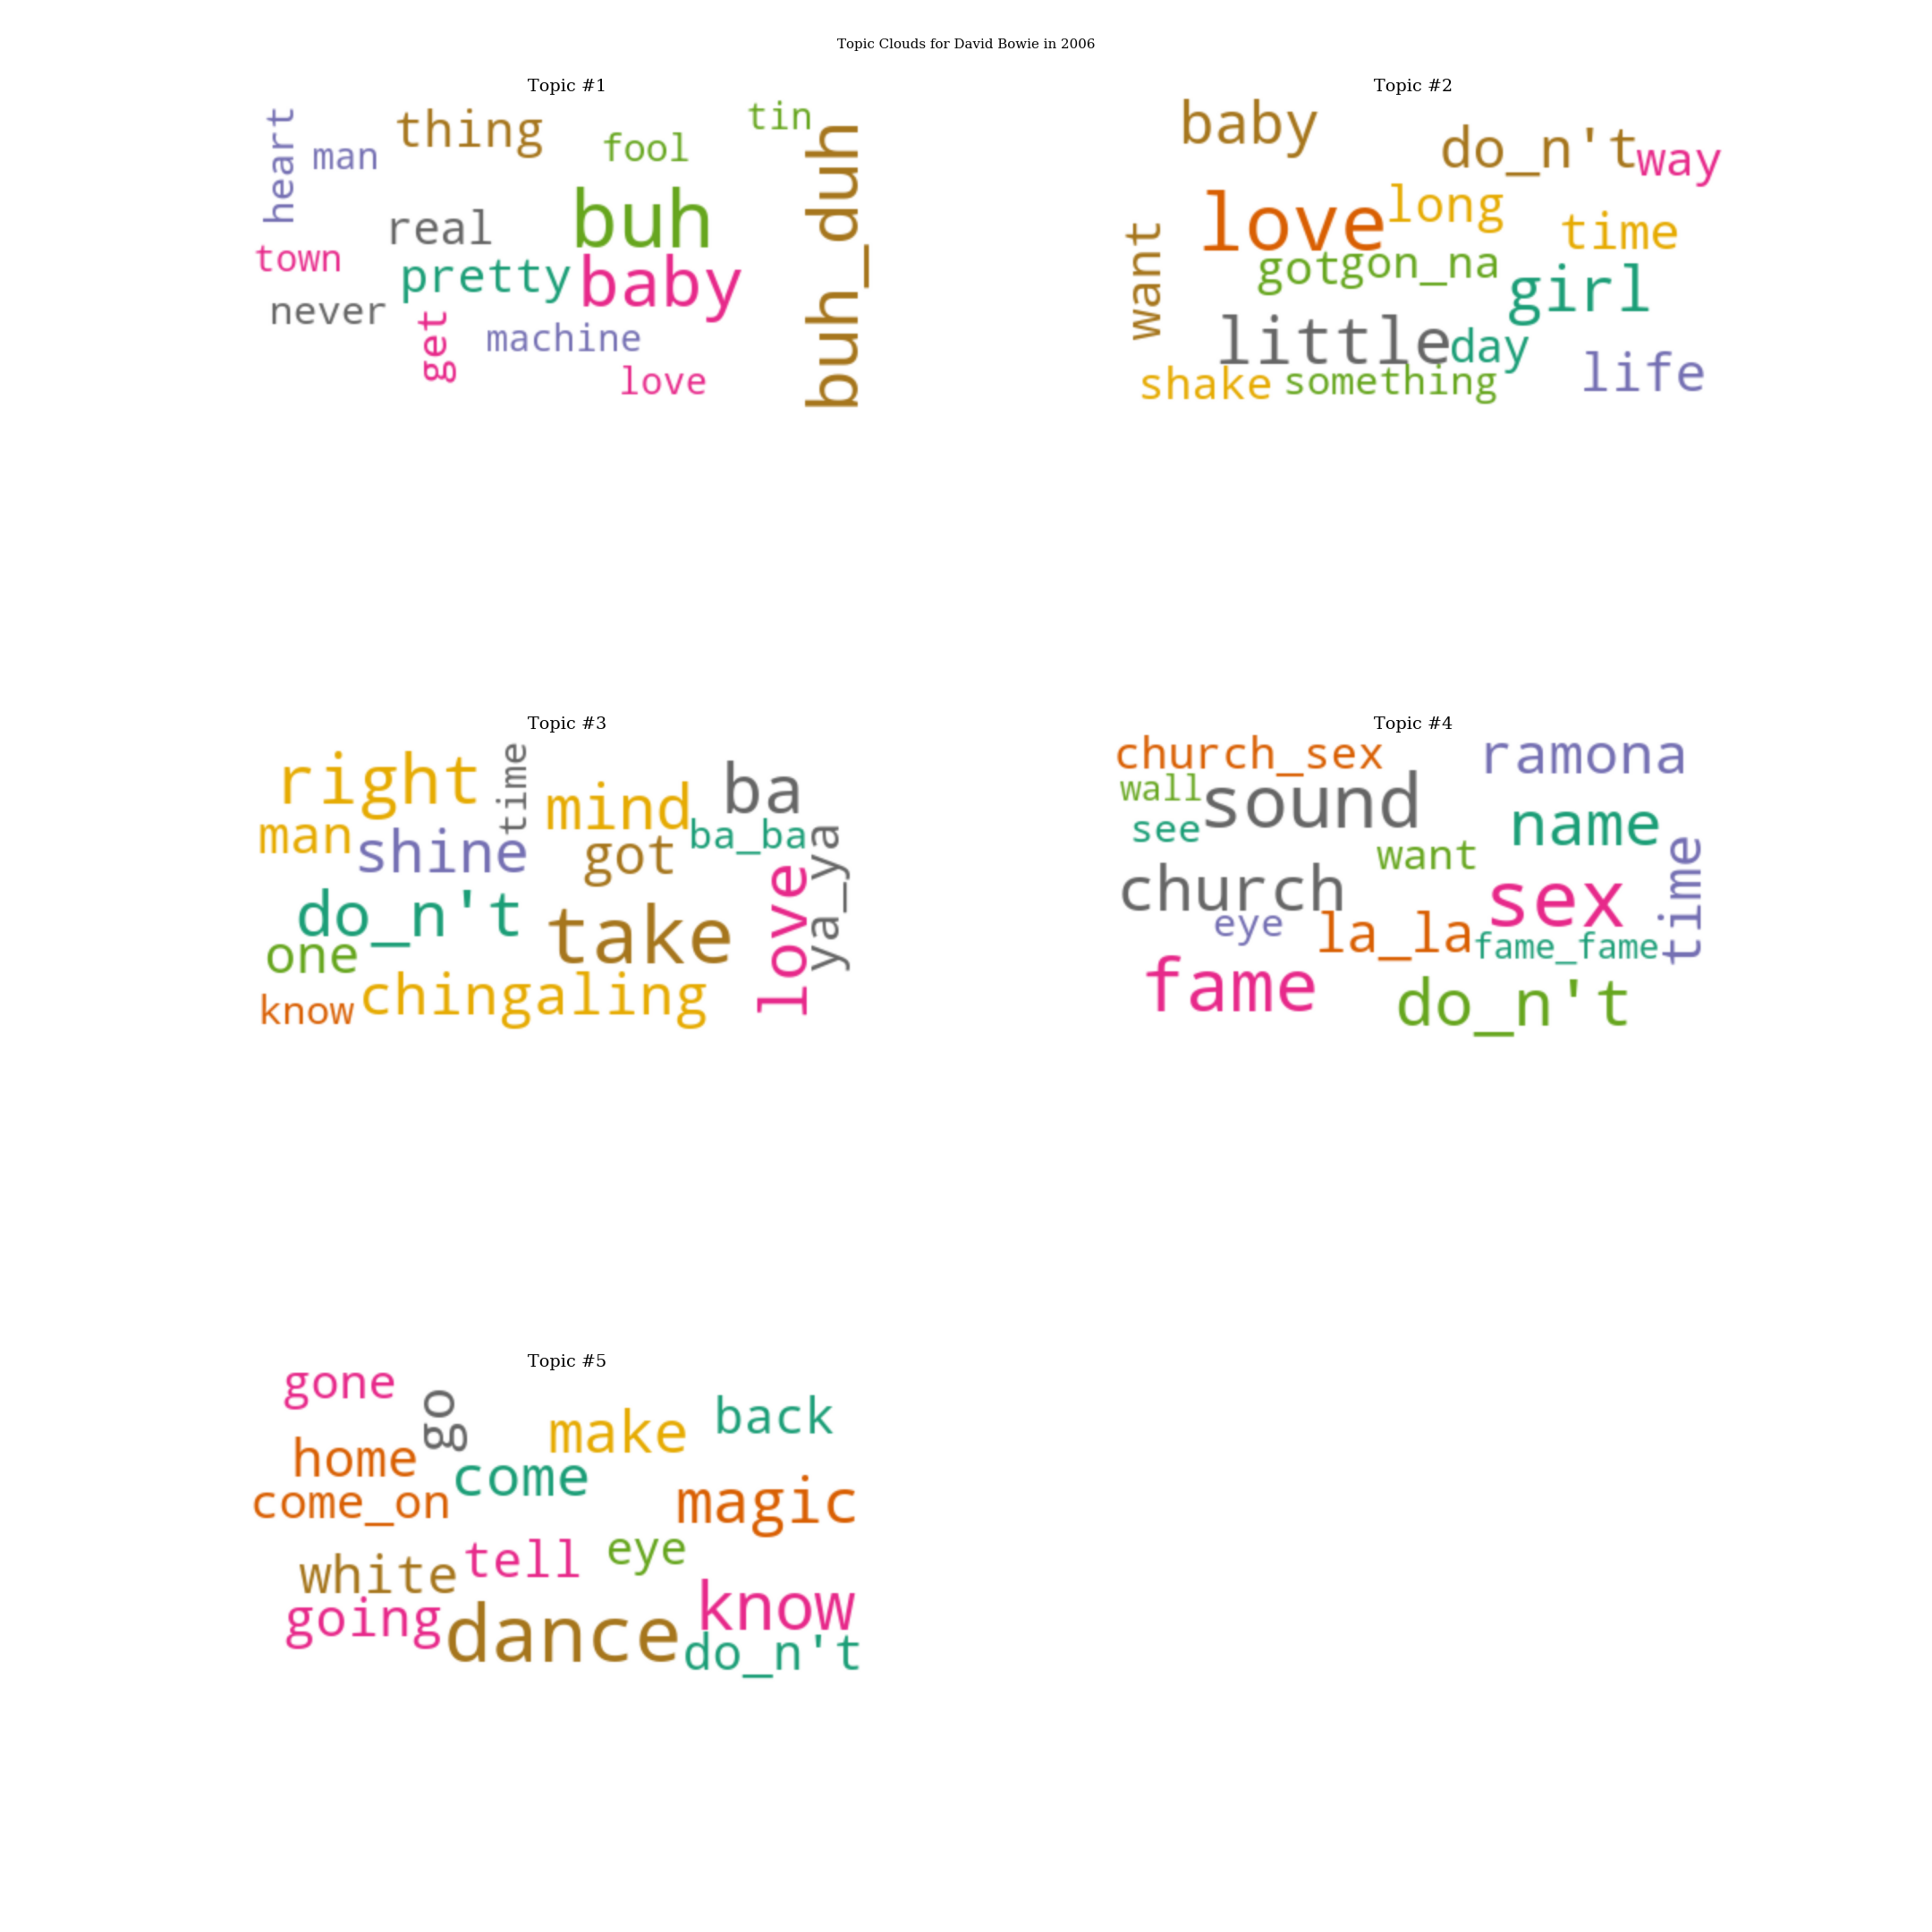 Topic Clouds for David Bowie in 2006
Topic #1
heart
man
thing
fool
tin
buh_duh
real
buh
town
pretty
baby
never
get
machine
love
Topic #2
baby
do_n't
way
love
long
time
want
got
gon_na
girl
little
day
life
shake
something
Topic #3
right
time
mind
ba
man
shine
got
ba_ba
ya_ya
love
do_n't
take
one
know
chingaling
Topic #4
church_sex
ramona
wall
sound
see
name
want
time
church
sex
eye
la_la
fame_fame
fame
do_n't
Topic #5
gone
go
make
back
home
come
come_on
magic
white
tell
eye
know
going
dance
do_n't